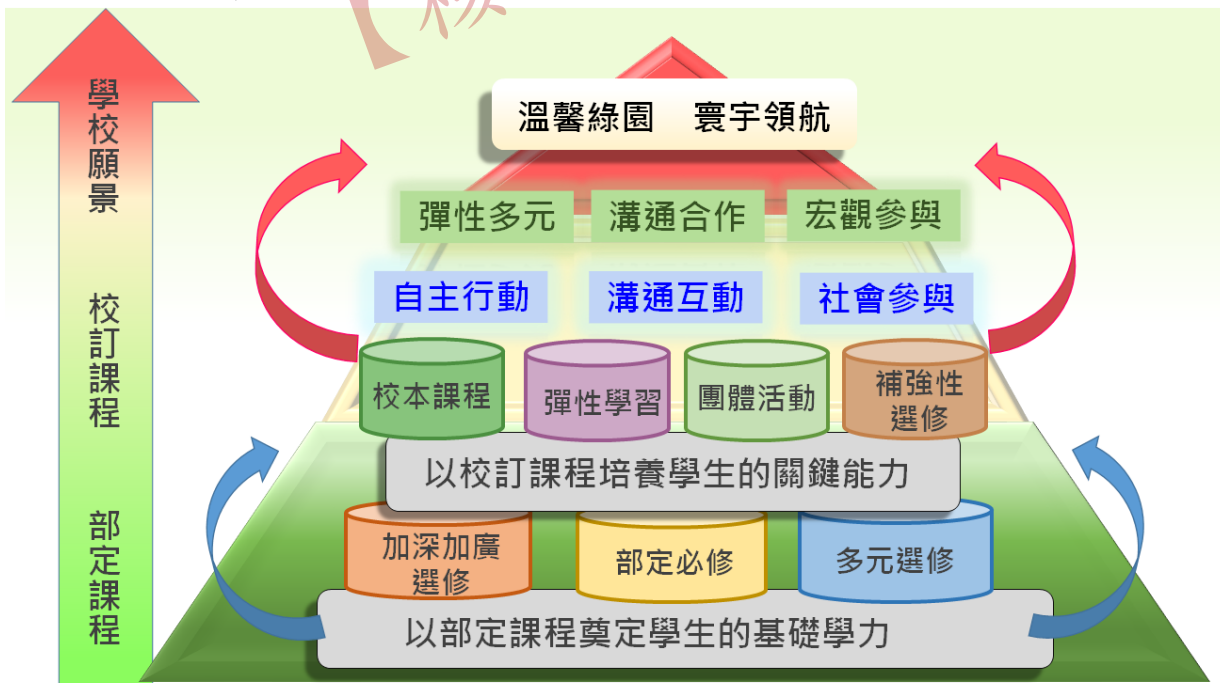 【核
學校願景
校訂課程
部定課程
溫馨綠園 寰宇領航
彈性多元 溝通合作 宏觀參與
自主行動 溝通互動 社會參與
校本課程 彈性學習 團體活動 補強性
選修
以校訂課程培養學生的關鍵能力
加深加廣
選修
部定必修 多元選修
以部定課程奠定學生的基礎學力